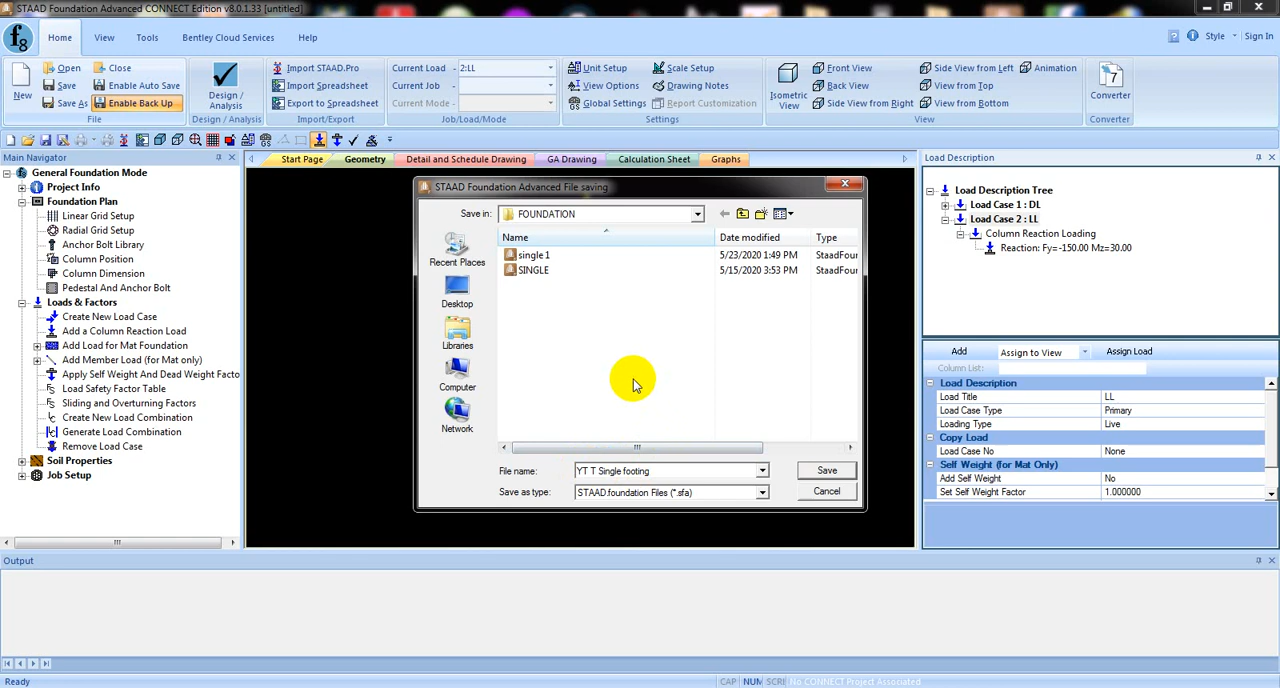 STAAD Foundation Advanced CONNECT Edition v8.0.1.33 [untitled]
Home View Tools Bentley Cloud Services Help
Style Sign In
New
Open
Save
Save As
Close
Enable Auto Save
Enable Back Up
File
Design /
Analysis
Design / Analysis
Import STAAD.Pro
Import Spreadsheet
Export to Spreadsheet
Import/Export
Current Load 2:LL
Current Job
Current Mode
Job/Load/Mode
Unit Setup
View Options
Global Settings
Scale Setup
Drawing Notes
Report Customization
Settings
Isometric
View
Front View
Back View
Side View from Right
Side View from Left
View from Top
View from Bottom
Animation
View
Converter
Converter
Main Navigator
General Foundation Mode
Project Info
Foundation Plan
Linear Grid Setup
Radial Grid Setup
Anchor Bolt Library
Column Position
Column Dimension
Pedestal And Anchor Bolt
Loads & Factors
Create New Load Case
Add a Column Reaction Load
Add Load for Mat Foundation
Add Member Load (for Mat only)
Apply Self Weight And Dead Weight Facto
Load Safety Factor Table
Sliding and Overturning Factors
Create New Load Combination
Generate Load Combination
Remove Load Case
Soil Properties
Job Setup
Start Page Geometry Detail and Schedule Drawing GA Drawing Calculation Sheet Graphs
STAAD Foundation Advanced File saving
Save in: FOUNDATION
Name Date modified Type
single 1 5/23/2020 1:49 PM StaadFour
SINGLE 5/15/2020 3:53 PM StaadFour
Recent Places
Desktop
Libraries
Computer
Network
File name: YT T Single footing Save
Save as type: STAAD.foundation Files (*.sfa) Cancel
Load Description
Load Description Tree
Load Case 1 : DL
Load Case 2 : LL
Column Reaction Loading
Reaction: Fy=-150.00 Mz=30.00
Add Assign to View Assign Load
Column List:
Load Description
Load Title LL
Load Case Type Primary
Loading Type Live
Copy Load
Load Case No None
Self Weight (for Mat Only)
Add Self Weight No
Set Self Weight Factor 1.000000
Output
Ready
CAP NUM SCRI No CONNECT Project Associated